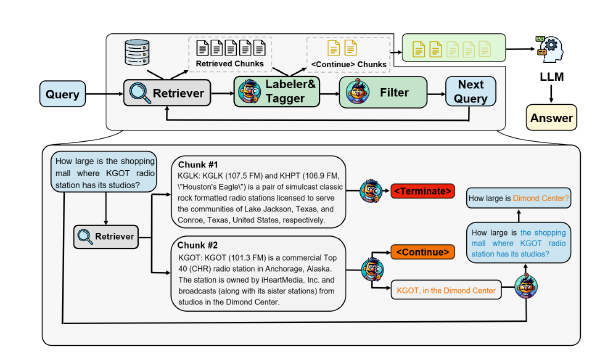 Retrieved Chunks
<Continue> Chunks
LLM
Query
Retriever
Labeler&
Tagger
Filter
Next
Query
Answer
How large is the shopping
mall where KGOT radio
station has its studios?
Retriever
Chunk #1
KGLK: KGLK (107.5 FM) and KHPT (106.9 FM,
\"Houston's Eagle\") is a pair of simulcast classic
rock formatted radio stations licensed to serve
the communities of Lake Jackson, Texas, and
Conroe, Texas, United States, respectively.
<Terminate>
Chunk #2
KGOT: KGOT (101.3 FM) is a commercial Top
40 (CHR) radio station in Anchorage, Alaska.
The station is owned by iHeartMedia, Inc. and
broadcasts (along with its sister stations) from
studios in the Dimond Center.
<Continue>
KGOT, in the Dimond Center
How large is Dimond Center?
How large is the shopping
mall where KGOT radio
station has its studios?